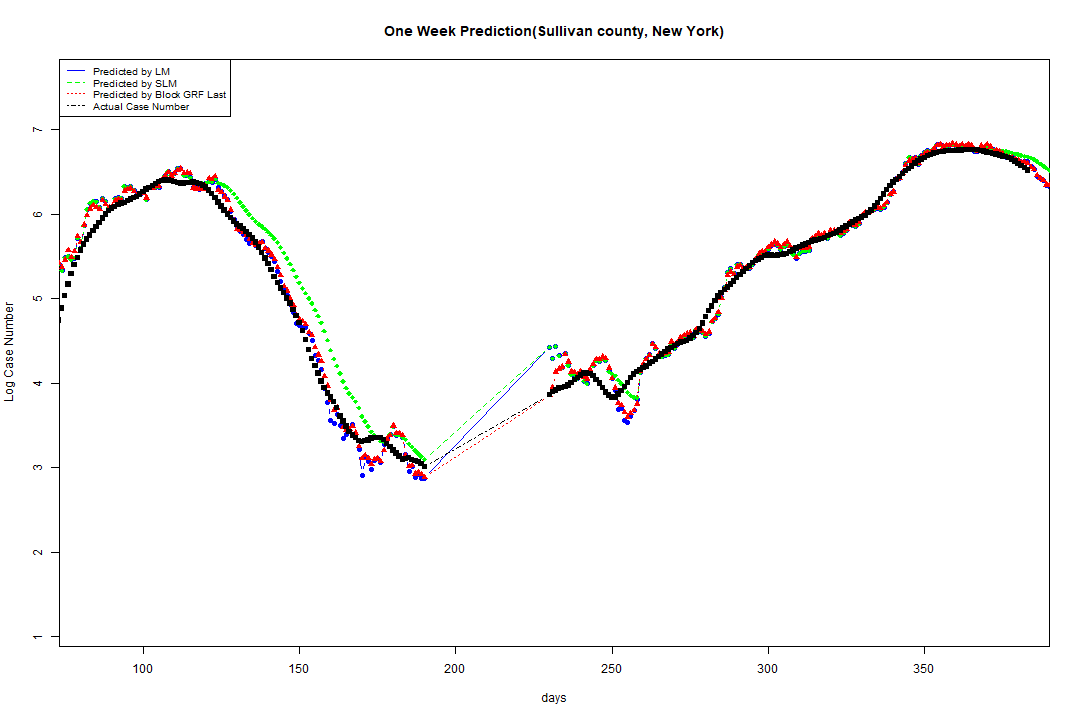 One Week Prediction(Sullivan county, New York)
Predicted by LM
Predicted by SLM
Predicted by Block GRF Last
Actual Case Number
7
6
5
4
3
2
1
Log Case Number
100 150 200 250 300 350
days